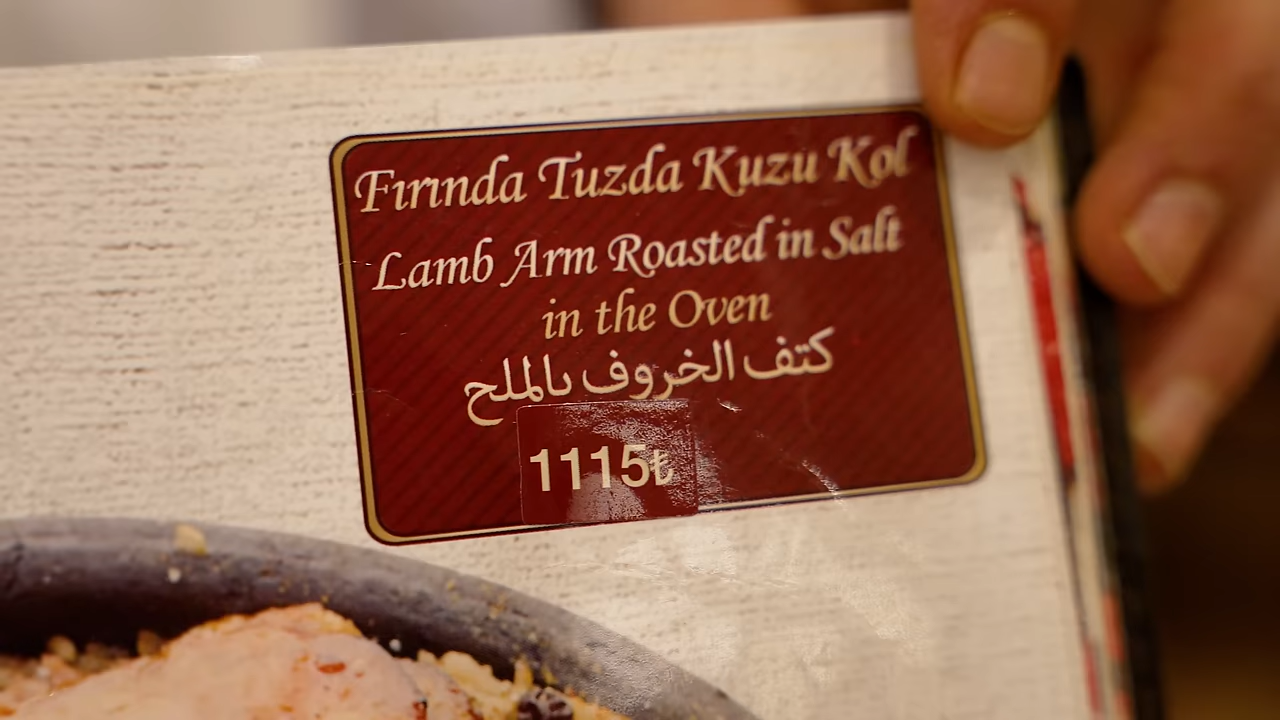 Fırında Tuzda Kuzu Kol
Lamb Arm Roasted in Salt
in the Oven
كتف الخروف بالملح
1115₺